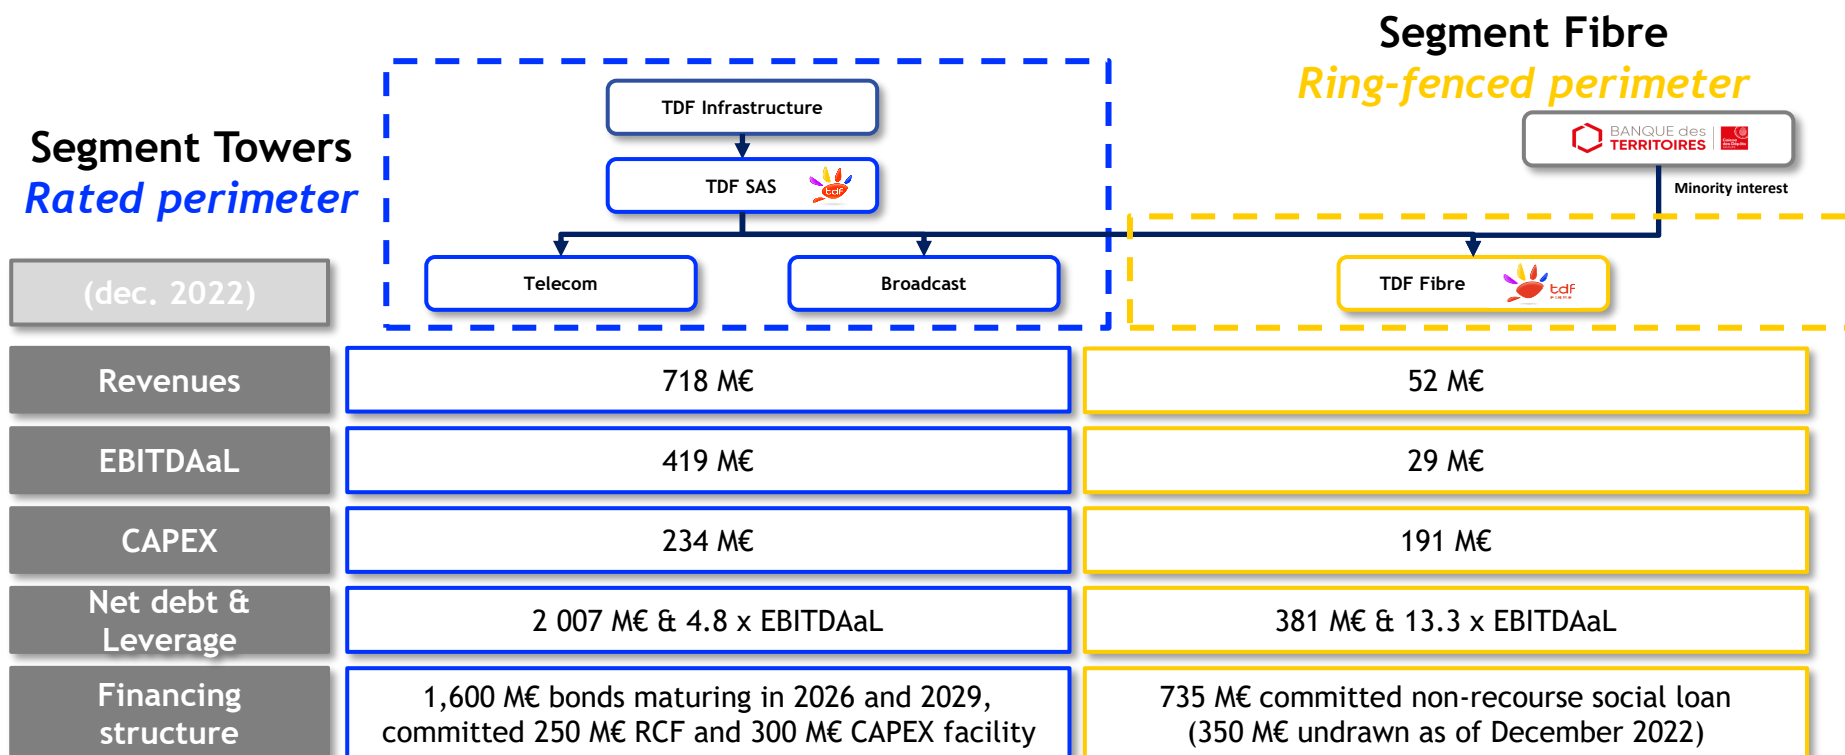 Segment Fibre
Ring-fenced perimeter
Segment Towers
Rated perimeter
TDF Infrastructure
TDF SAS
tdf
BANQUE des
TERRITOIRES
Minority interest
Telecom
Broadcast
TDF Fibre
tdf
(dec. 2022)
Revenues
718 M€
52 M€
EBITDAaL
419 M€
29 M€
CAPEX
234 M€
191 M€
Net debt &
Leverage
2 007 M€ & 4.8 x EBITDAaL
381 M€ & 13.3 x EBITDAaL
Financing
structure
1,600 M€ bonds maturing in 2026 and 2029,
committed 250 M€ RCF and 300 M€ CAPEX facility
735 M€ committed non-recourse social loan
(350 M€ undrawn as of December 2022)